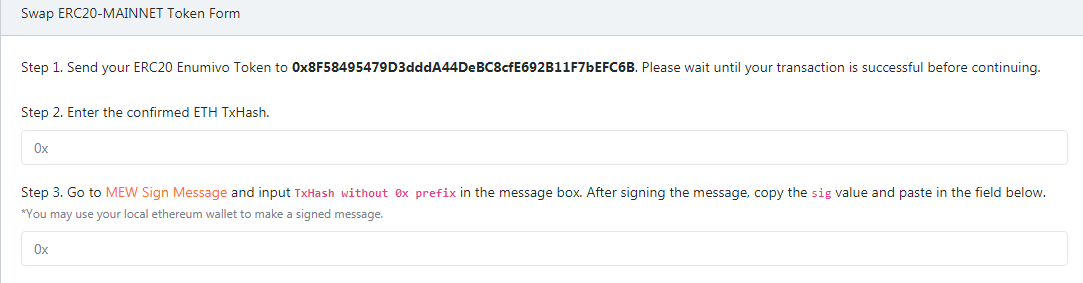 Swap ERC20-MAINNET Token Form
Step 1. Send your ERC20 Enumivo Token to 0x8F58495479D3dddA44DeBC8cfE692B11F7bEFC6B. Please wait until your transaction is successful before continuing.
Step 2. Enter the confirmed ETH TxHash.
0x
Step 3. Go to MEW Sign Message and input TxHash without 0x prefix in the message box. After signing the message, copy the sig value and paste in the field below.
*You may use your local ethereum wallet to make a signed message.
0x